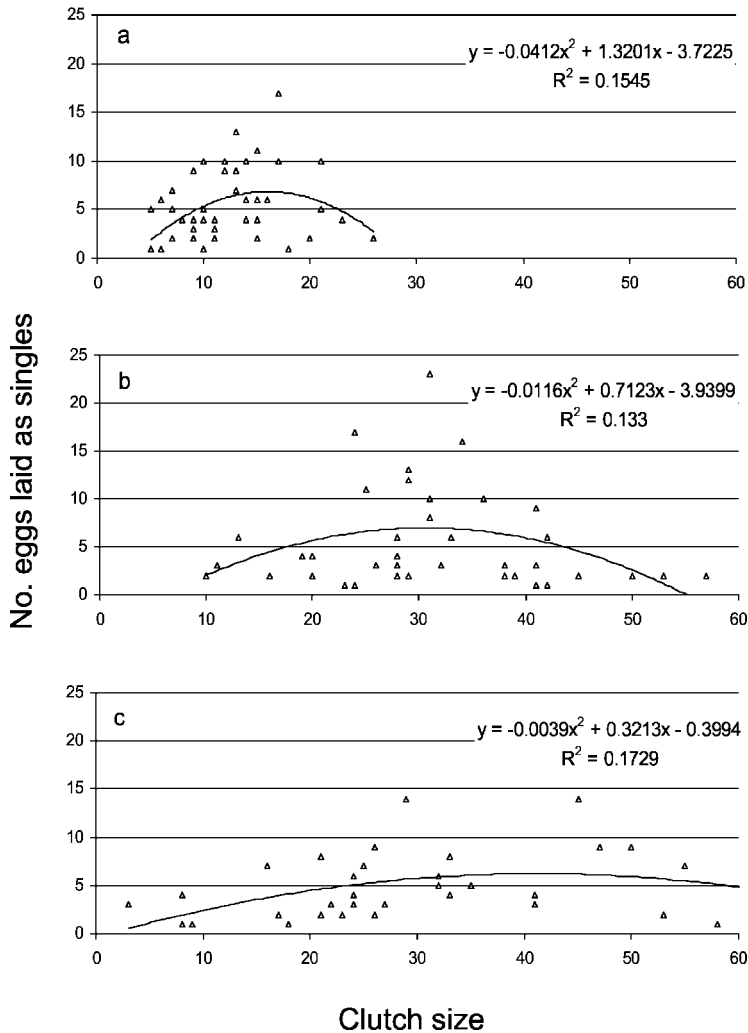 25
a
y = -0.0412x² + 1.3201x - 3.7225
R² = 0.1545
20
15
10
5
0
0 10 20 30 40 50 60
25
b
y = -0.0116x² + 0.7123x - 3.9399
R² = 0.133
20
15
10
5
0
0 10 20 30 40 50 60
25
c
y = -0.0039x² + 0.3213x - 0.3994
R² = 0.1729
20
15
10
5
0
0 10 20 30 40 50 60
No. eggs laid as singles
Clutch size